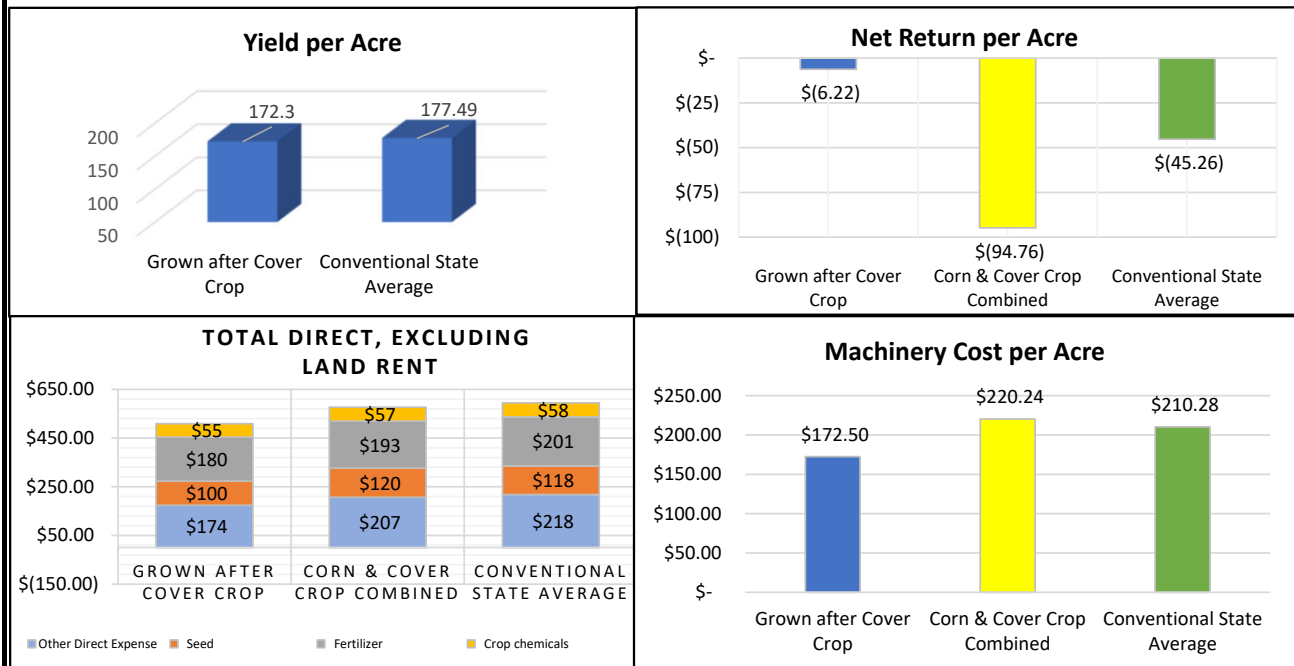 Yield per Acre
172.3
177.49
200
150
100
50
Grown after Cover
Crop
Conventional State
Average
Net Return per Acre
$-
$(25)
$(50)
$(75)
$(100)
$(6.22)
$(94.76)
$(45.26)
Grown after Cover
Crop
Corn & Cover Crop
Combined
Conventional State
Average
TOTAL DIRECT, EXCLUDING
LAND RENT
$650.00
$450.00
$250.00
$50.00
$(150.00)
$55
$180
$100
$174
$57
$193
$120
$207
$58
$201
$118
$218
GROWN AFTER
COVER CROP
CORN & COVER
CROP COMBINED
CONVENTIONAL
STATE AVERAGE
Other Direct Expense
Seed
Fertilizer
Crop chemicals
Machinery Cost per Acre
$250.00
$200.00
$150.00
$100.00
$50.00
$-
$172.50
$220.24
$210.28
Grown after Cover
Crop
Corn & Cover Crop
Combined
Conventional State
Average